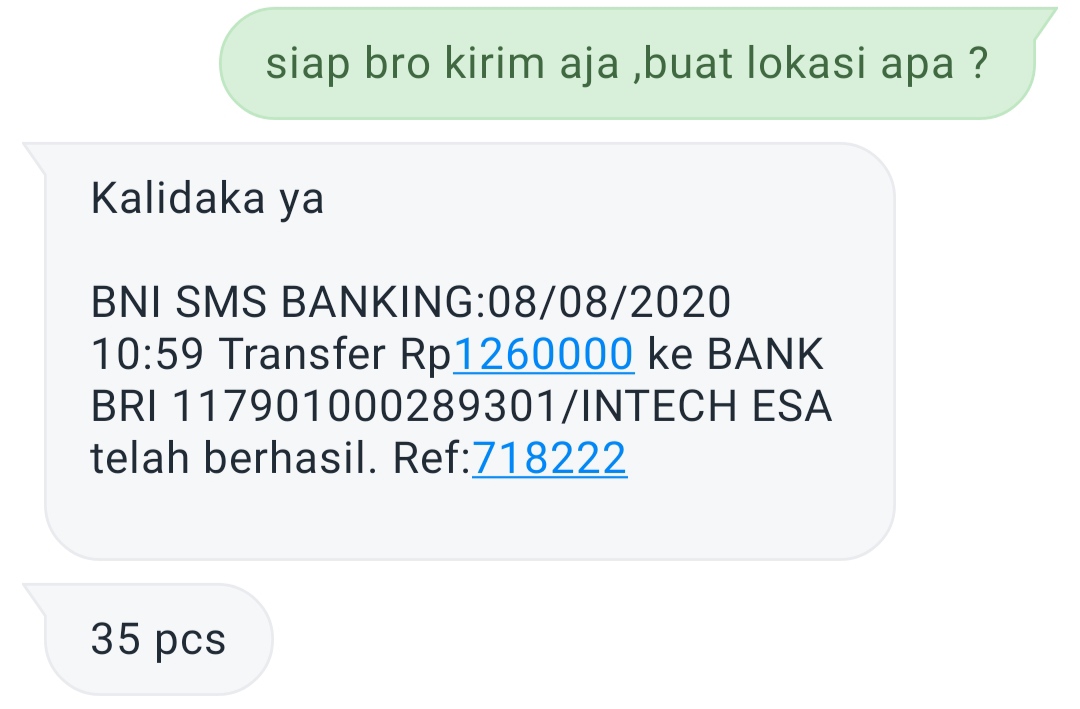 siap bro kirim aja ,buat lokasi apa ?
Kalidaka ya
BNI SMS BANKING:08/08/2020
10:59 Transfer Rp1260000 ke BANK
BRI 117901000289301/INTECH ESA
telah berhasil. Ref:718222
35 pcs